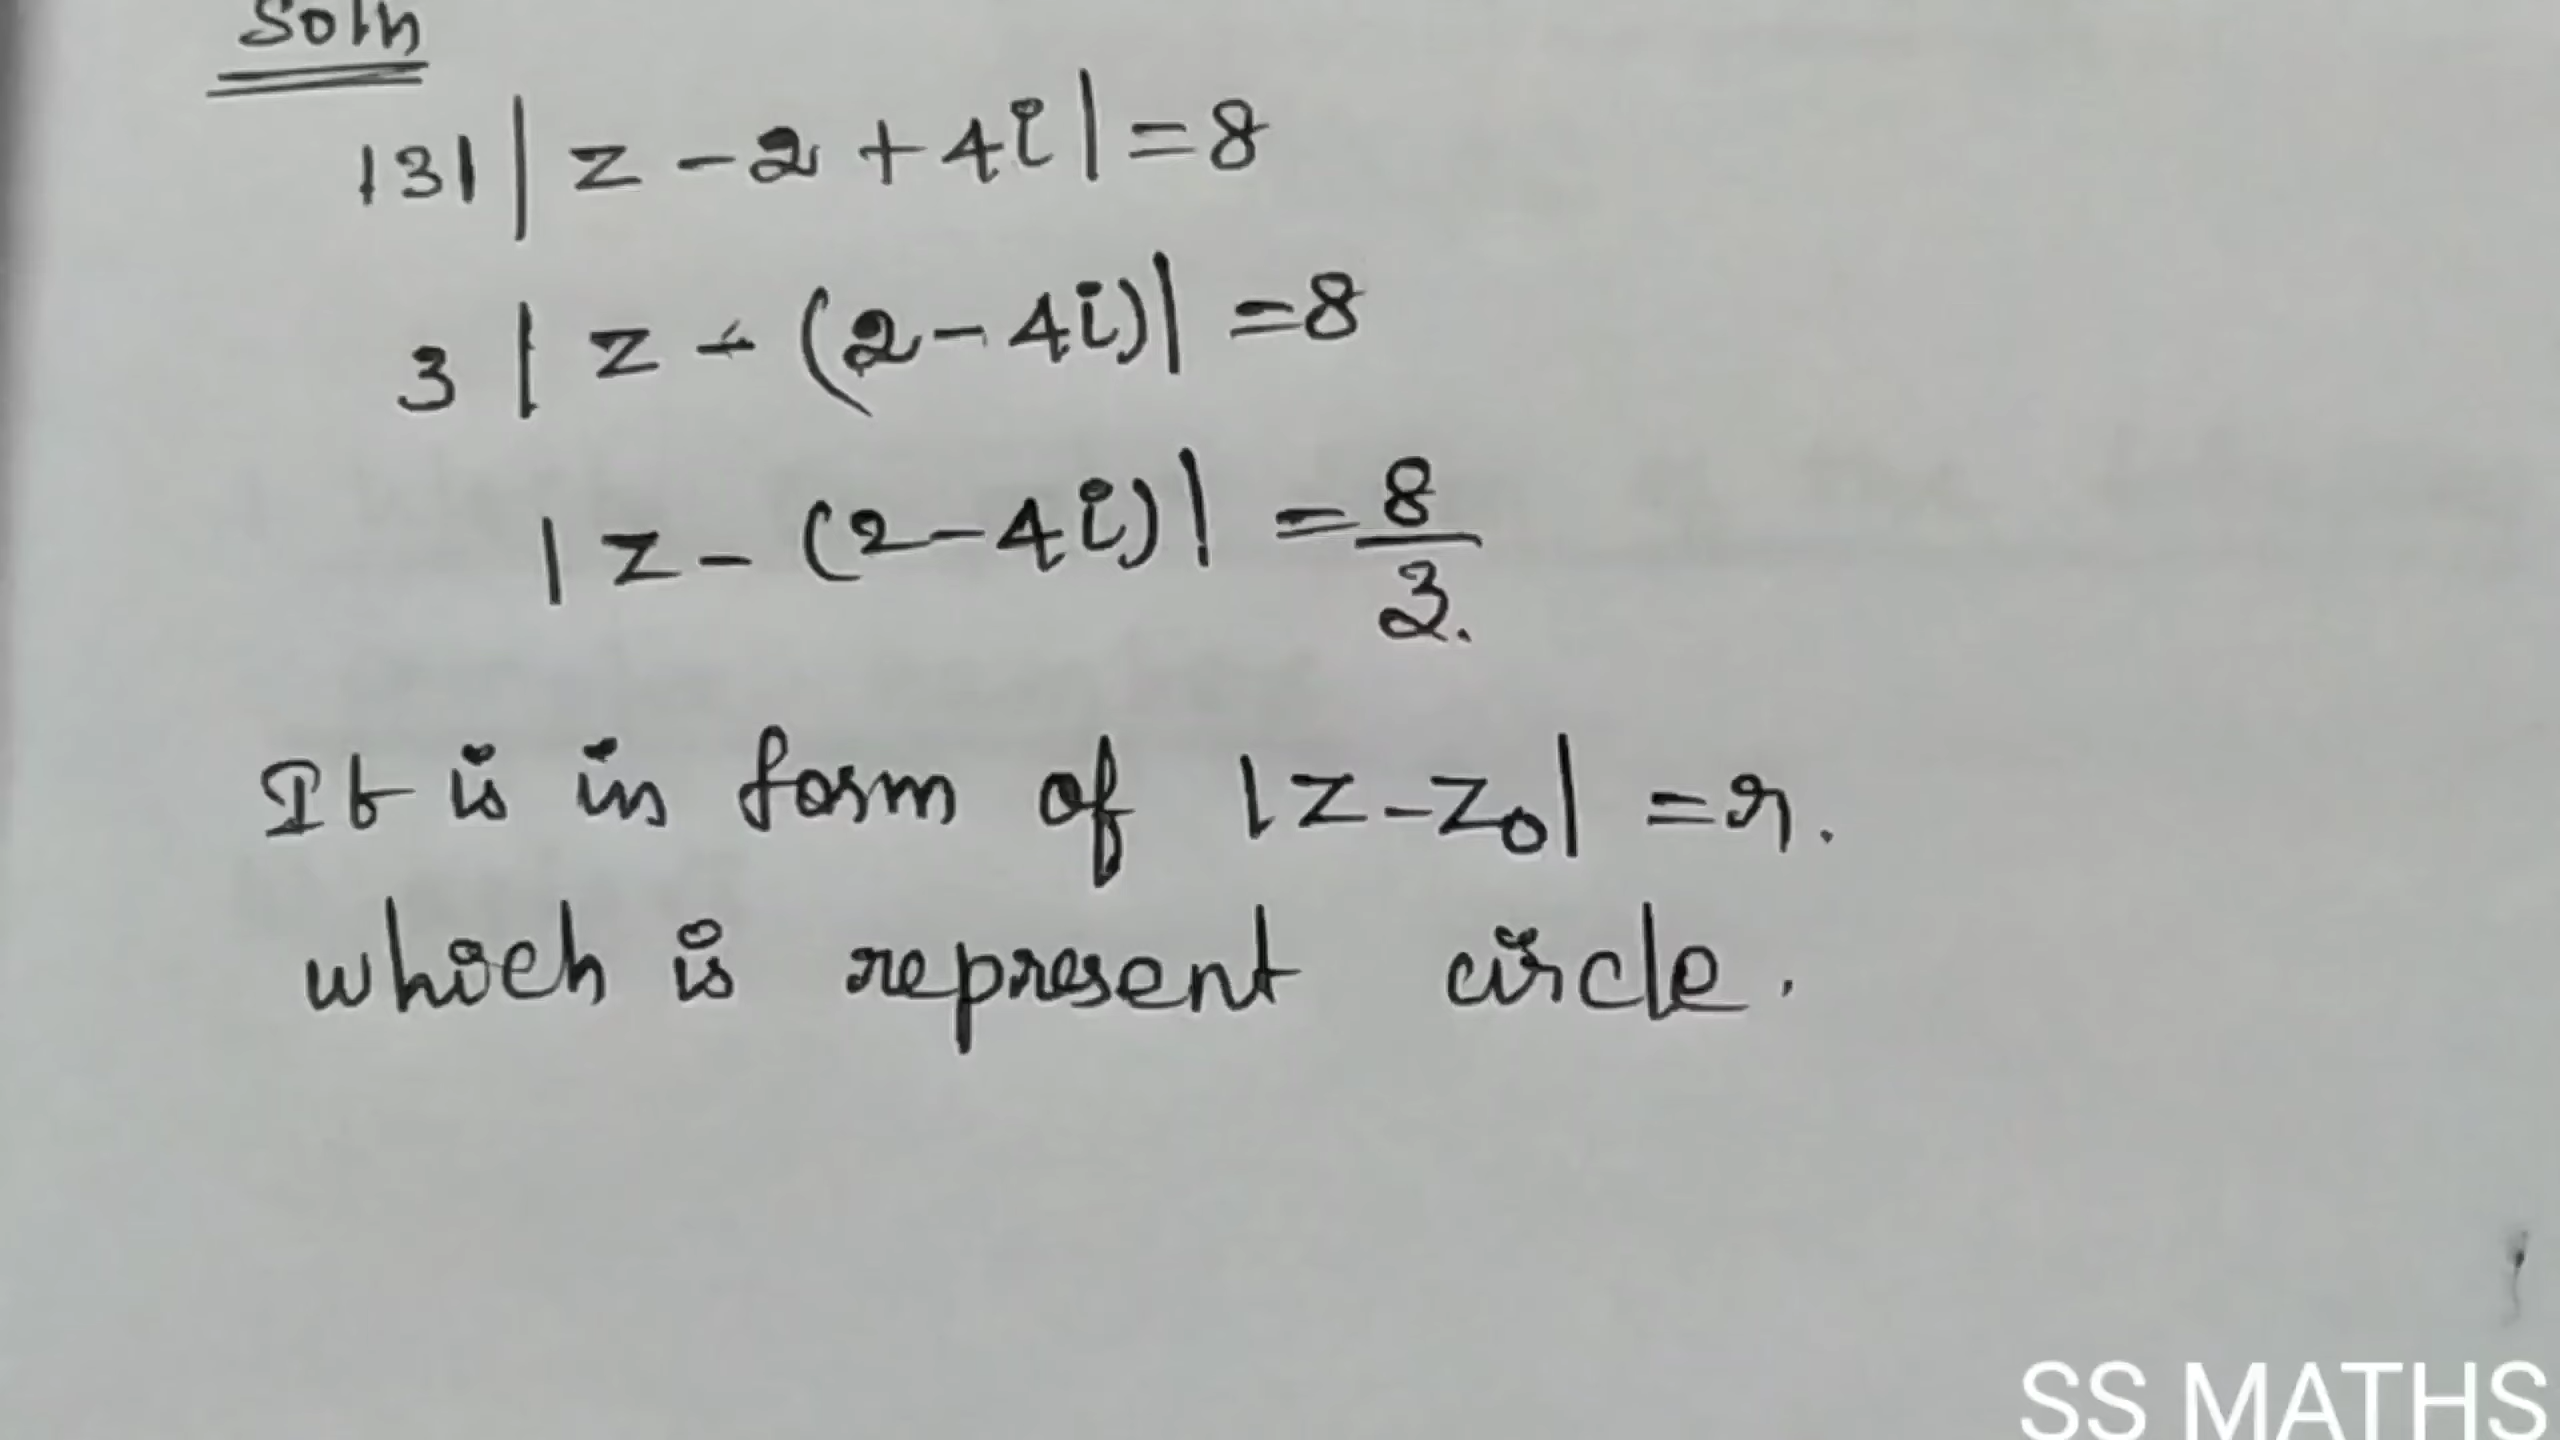 Soln
|3| | z - 2 + 4i | = 8
3 | z - (2 - 4i) | = 8
| z - (2 - 4i) | = 8/3.
It is in form of | z - z₀ | = r.
which is represent circle.
SS MATHS